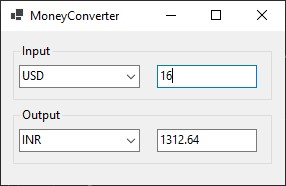 MoneyConverter
Input
USD 16
Output
INR 1312.64